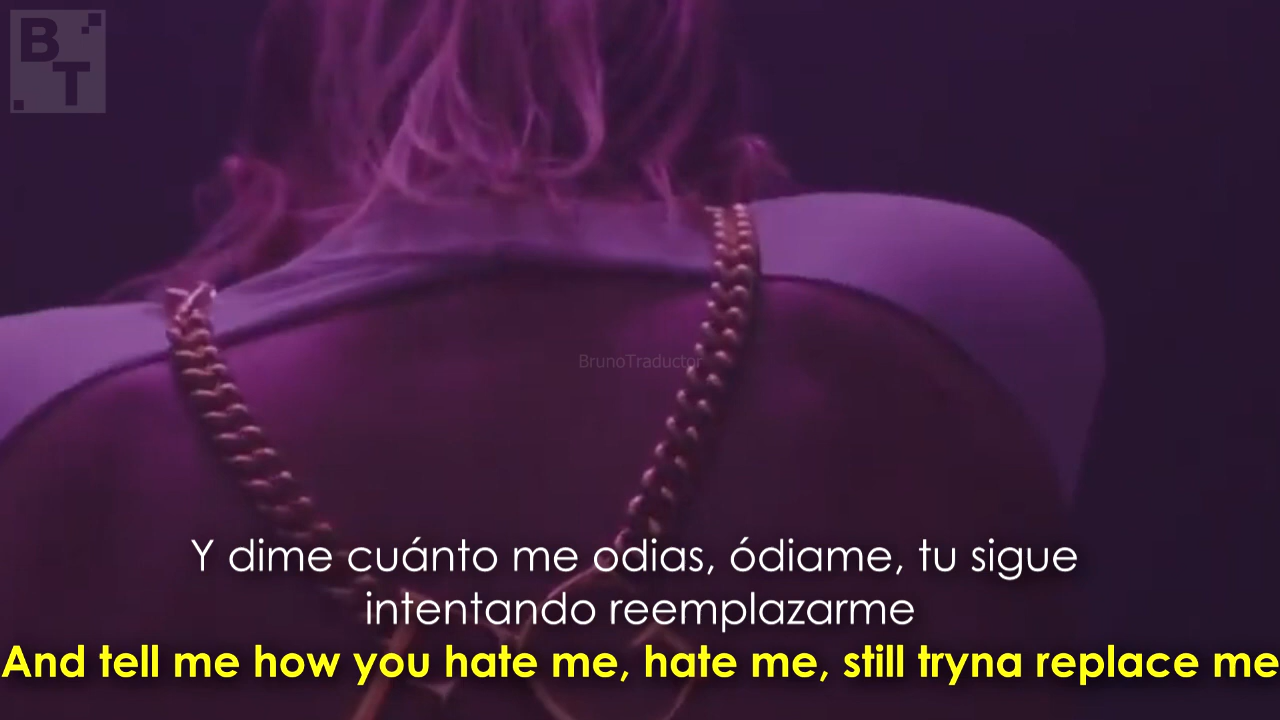 B
T
BrunoTraductor
Y dime cuánto me odias, ódiame, tu sigue
intentando reemplazarme
And tell me how you hate me, hate me, still tryna replace me